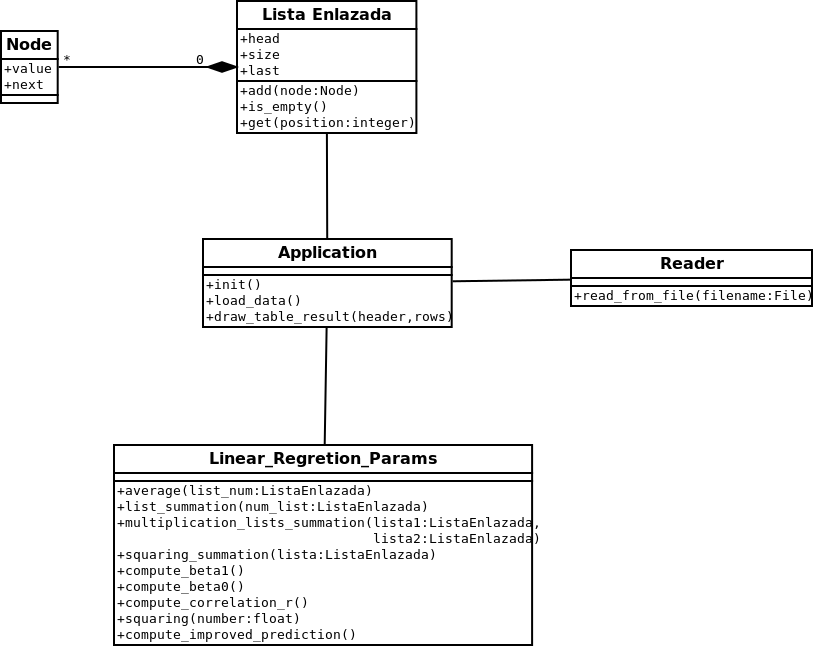 Lista Enlazada
+head
+size
+last
+add(node:Node)
+is_empty()
+get(position:integer)
Node
+value
+next
*
0
Application
+init()
+load_data()
+draw_table_result(header,rows)
Reader
+read_from_file(filename:File)
Linear_Regretion_Params
+average(list_num:ListaEnlazada)
+list_summation(num_list:ListaEnlazada)
+multiplication_lists_summation(lista1:ListaEnlazada,
lista2:ListaEnlazada)
+squaring_summation(lista:ListaEnlazada)
+compute_beta1()
+compute_beta0()
+compute_correlation_r()
+squaring(number:float)
+compute_improved_prediction()